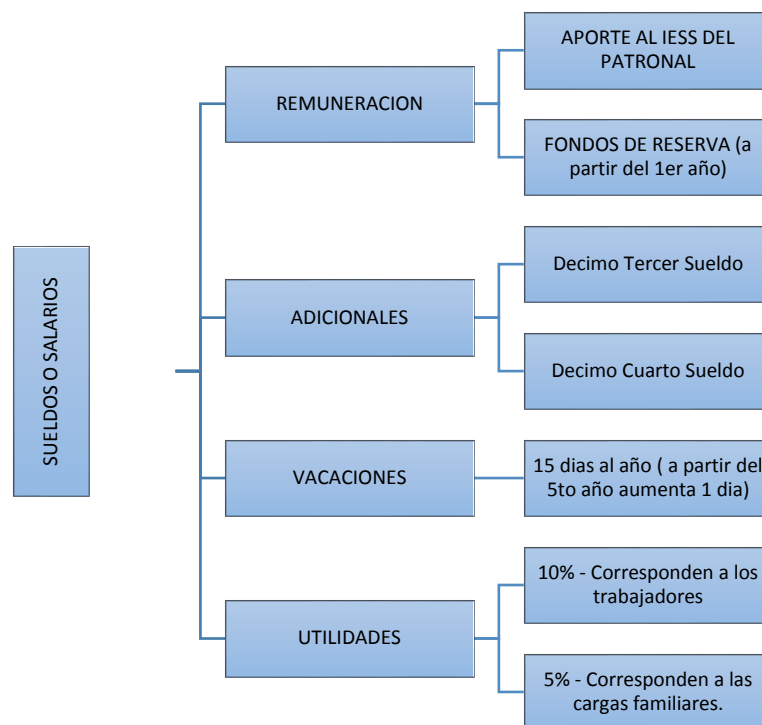 SUELDOS O SALARIOS
REMUNERACION
APORTE AL IESS DEL
PATRONAL
FONDOS DE RESERVA (a
partir del 1er año)
ADICIONALES
Decimo Tercer Sueldo
Decimo Cuarto Sueldo
VACACIONES
15 dias al año ( a partir del
5to año aumenta 1 dia)
UTILIDADES
10% - Corresponden a los
trabajadores
5% - Corresponden a las
cargas familiares.